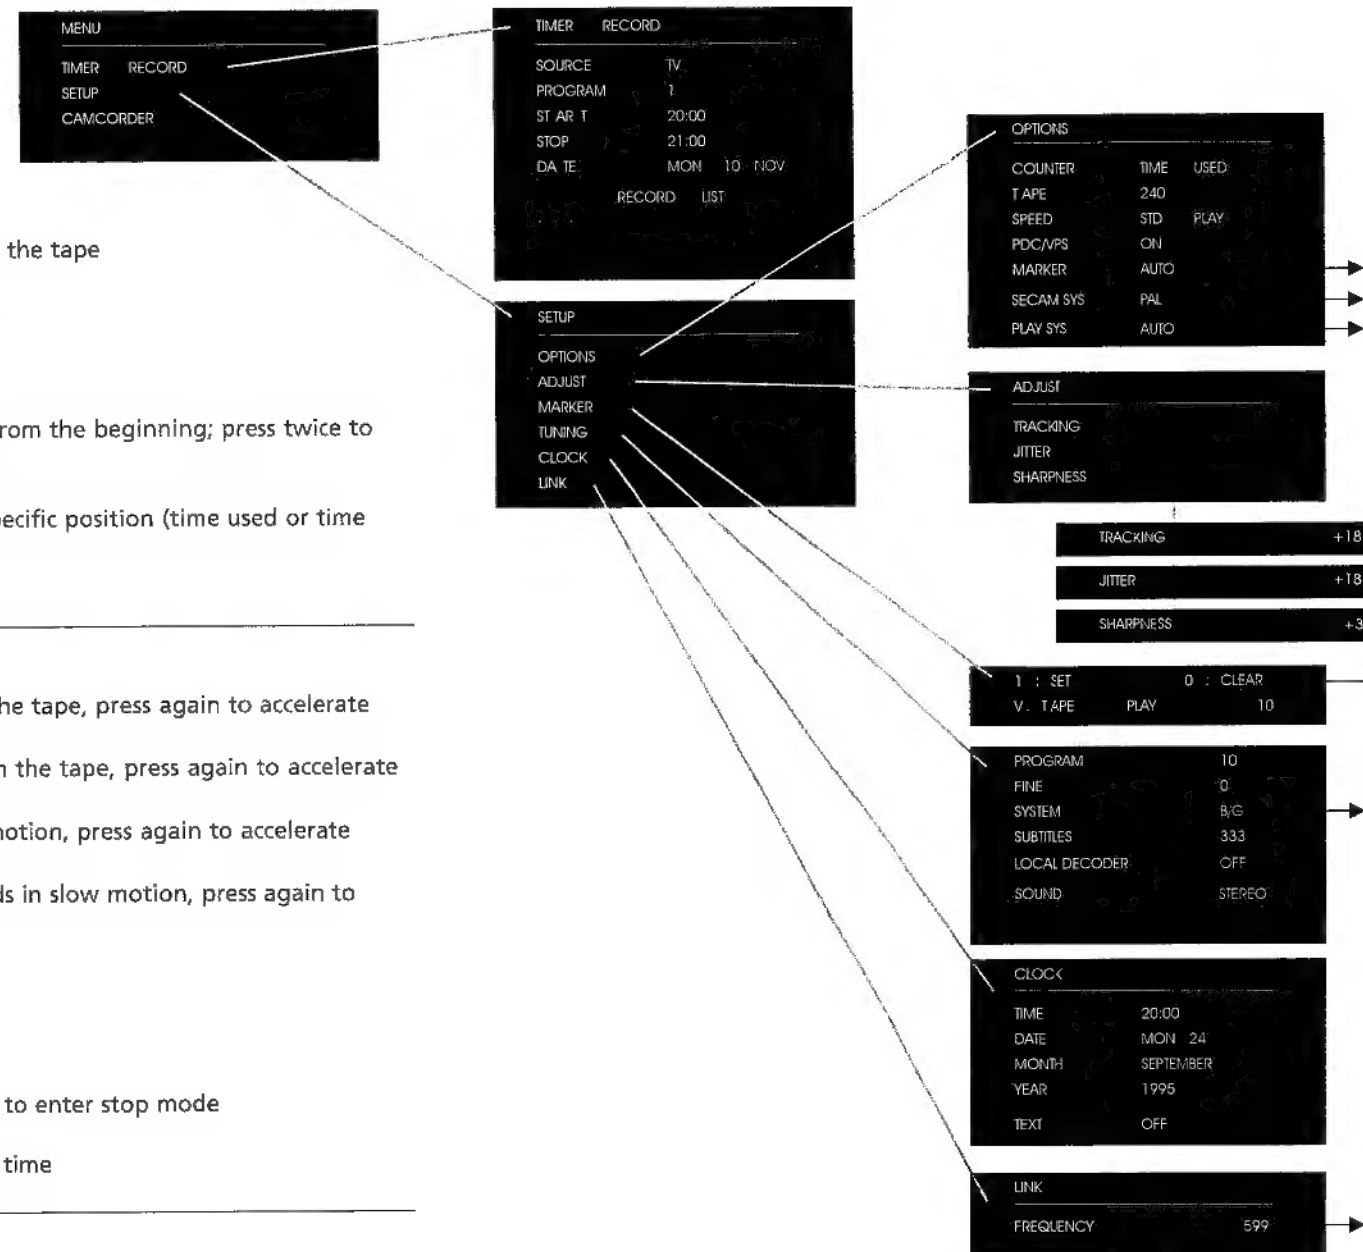 MENU
TIMER RECORD
SETUP
CAMCORDER
the tape
rom the beginning; press twice to
ecific position (time used or time
he tape, press again to accelerate
n the tape, press again to accelerate
notion, press again to accelerate
ds in slow motion, press again to
to enter stop mode
time
TIMER RECORD
SOURCE TV
PROGRAM 1
ST AR T 20:00
STOP 21:00
DA TE MON 10 NOV
RECORD LIST
SETUP
OPTIONS
ADJUST
MARKER
TUNING
CLOCK
LINK
OPTIONS
COUNTER TIME USED
T APE 240
SPEED STD PLAY
PDC/VPS ON
MARKER AUTO
SECAM SYS PAL
PLAY SYS AUTO
ADJUST
TRACKING
JITTER
SHARPNESS
TRACKING +18
JITTER +18
SHARPNESS +3
1 : SET 0 : CLEAR
V. TAPE PLAY 10
PROGRAM 10
FINE 0
SYSTEM B/G
SUBTITLES 333
LOCAL DECODER OFF
SOUND STEREO
CLOCK
TIME 20:00
DATE MON 24
MONTH SEPTEMBER
YEAR 1995
TEXT OFF
LINK
FREQUENCY 599